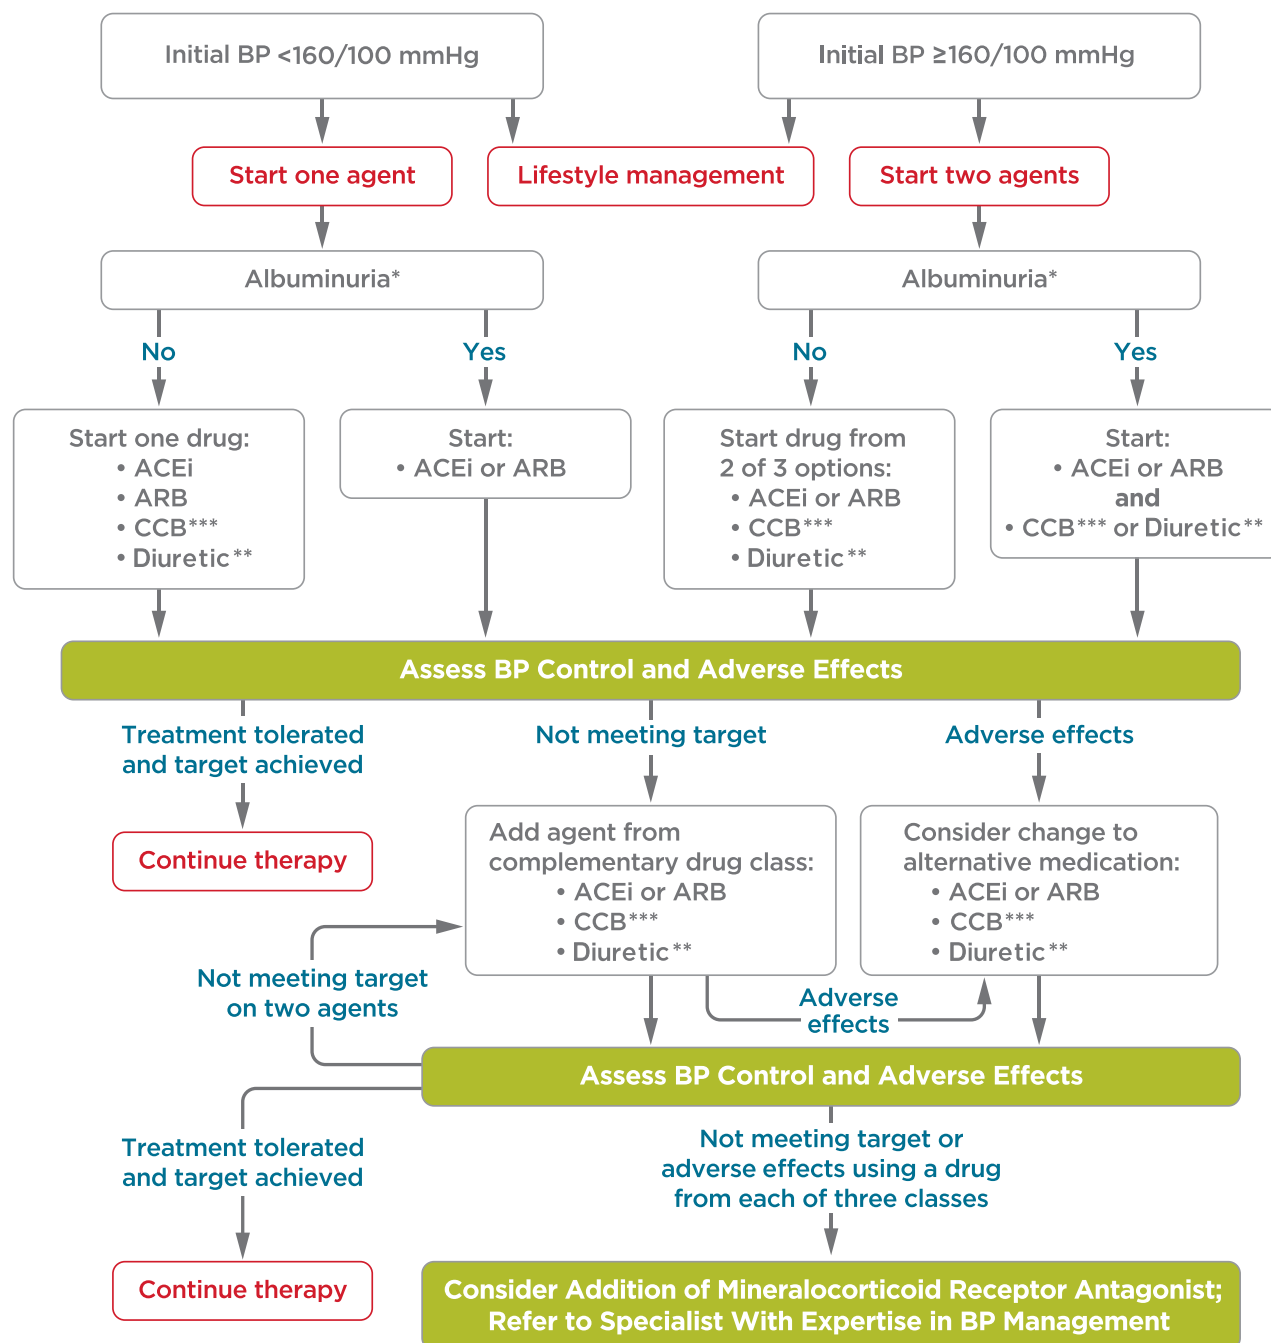 Initial BP <160/100 mmHg
Initial BP ≥160/100 mmHg
Start one agent
Lifestyle management
Start two agents
Albuminuria*
Albuminuria*
No
Yes
No
Yes
Start one drug:
• ACEi
• ARB
• CCB***
• Diuretic**
Start:
• ACEi or ARB
Start drug from
2 of 3 options:
• ACEi or ARB
• CCB***
• Diuretic**
Start:
• ACEi or ARB
and
• CCB*** or Diuretic**
Assess BP Control and Adverse Effects
Treatment tolerated
and target achieved
Not meeting target
Adverse effects
Continue therapy
Add agent from
complementary drug class:
• ACEi or ARB
• CCB***
• Diuretic**
Consider change to
alternative medication:
• ACEi or ARB
• CCB***
• Diuretic**
Not meeting target
on two agents
Adverse
effects
Assess BP Control and Adverse Effects
Treatment tolerated
and target achieved
Not meeting target or
adverse effects using a drug
from each of three classes
Continue therapy
Consider Addition of Mineralocorticoid Receptor Antagonist;
Refer to Specialist With Expertise in BP Management